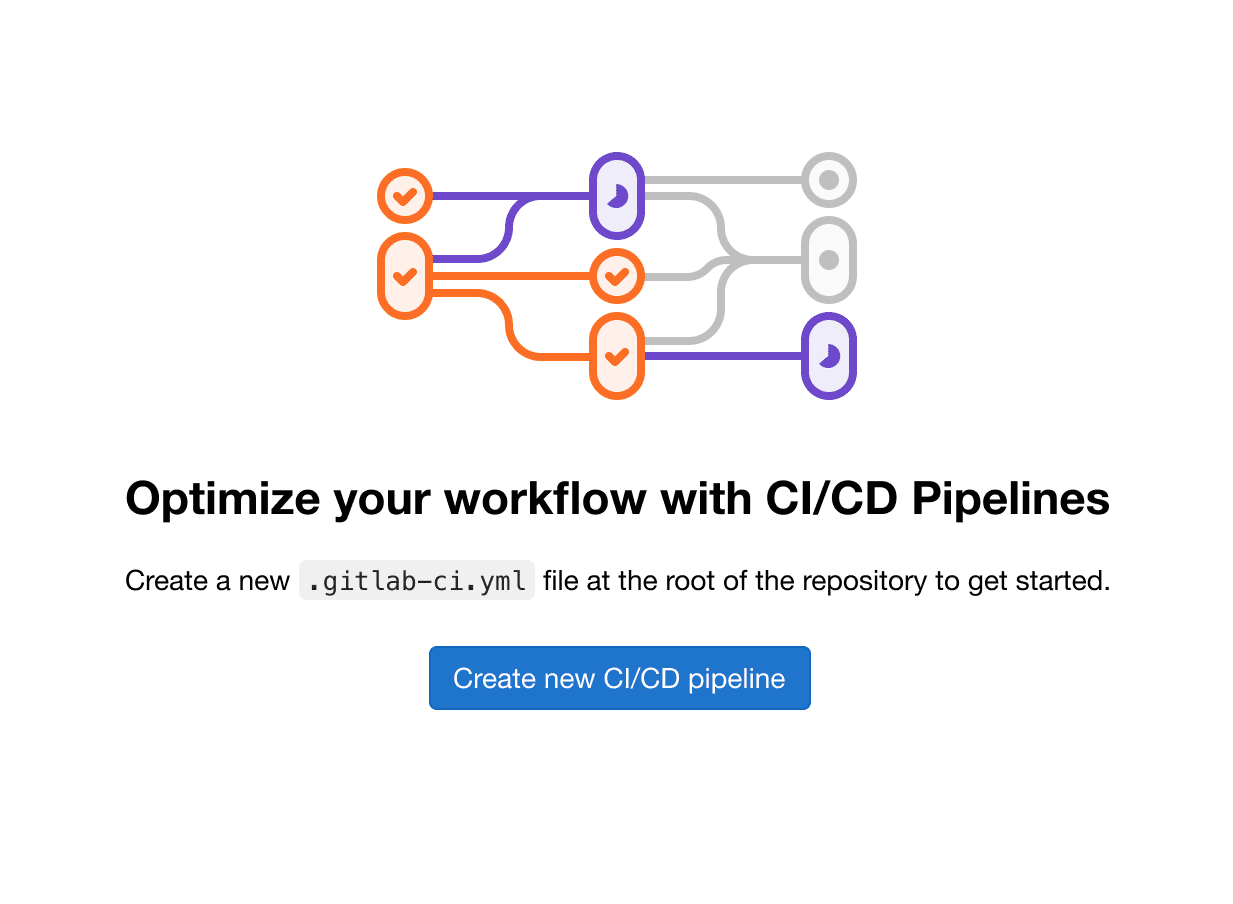 Optimize your workflow with CI/CD Pipelines
Create a new .gitlab-ci.yml file at the root of the repository to get started.
Create new CI/CD pipeline